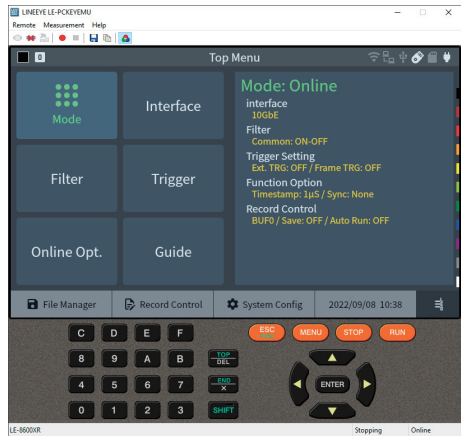 LINEEYE LE-PCKEYEMU
Remote Measurement Help
0 Top Menu
Mode
Interface
Filter
Trigger
Online Opt.
Guide
Mode: Online
interface
10GbE
Filter
Common: ON-OFF
Trigger Setting
Ext. TRG: OFF / Frame TRG: OFF
Function Option
Timestamp: 1µS / Sync: None
Record Control
BUF0 / Save: OFF / Auto Run: OFF
File Manager Record Control System Config 2022/09/08 10:38
C D E F ESC MENU STOP RUN
8 9 A B TOP DEL
4 5 6 7 END X ENTER
0 1 2 3 SHIFT
LE-8600XR Stopping Online